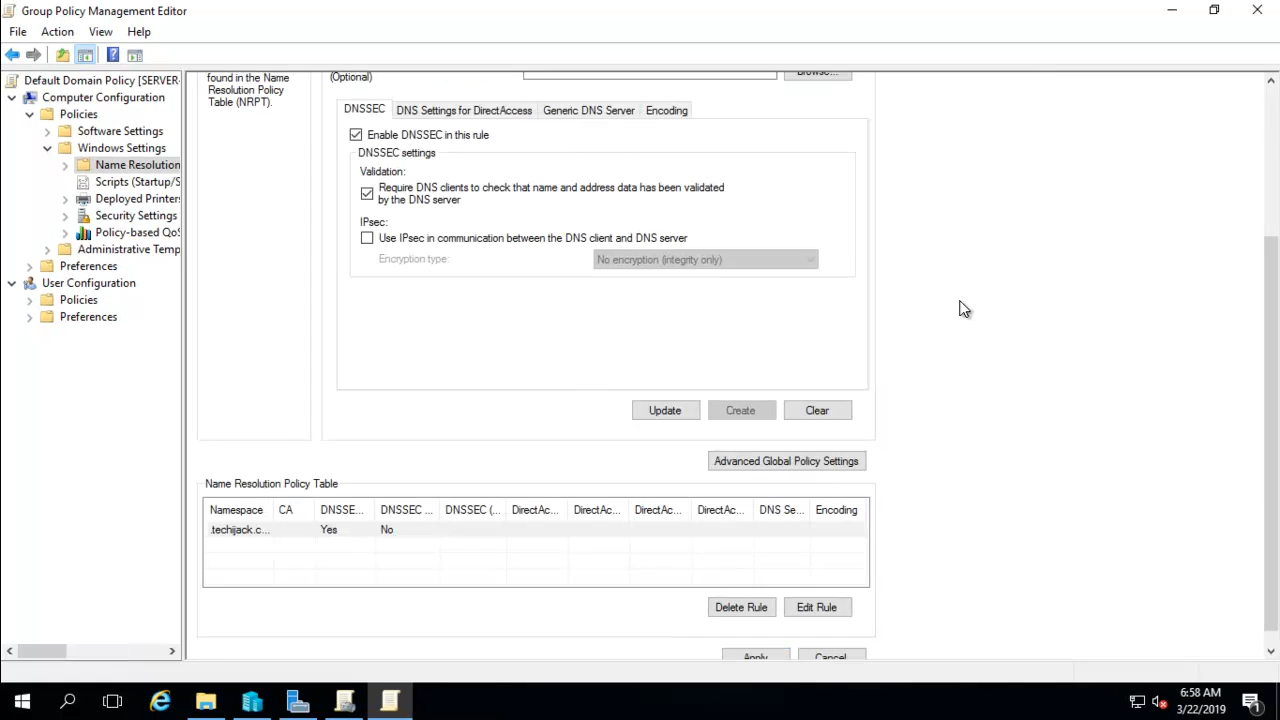 Group Policy Management Editor
File Action View Help
Default Domain Policy [SERVER-
Computer Configuration
Policies
Software Settings
Windows Settings
Name Resolution
Scripts (Startup/S
Deployed Printers
Security Settings
Policy-based QoS
Administrative Temp
Preferences
User Configuration
Policies
Preferences
found in the Name
Resolution Policy
Table (NRPT).
(Optional)
Browse...
DNSSEC DNS Settings for DirectAccess Generic DNS Server Encoding
Enable DNSSEC in this rule
DNSSEC settings
Validation:
Require DNS clients to check that name and address data has been validated
by the DNS server
IPsec:
Use IPsec in communication between the DNS client and DNS server
Encryption type: No encryption (integrity only)
Update Create Clear
Advanced Global Policy Settings
Name Resolution Policy Table
Namespace CA DNSSE... DNSSEC ... DNSSEC (... DirectAc... DirectAc... DirectAc... DirectAc... DNS Se... Encoding
.techijack.c... Yes No
Delete Rule Edit Rule
Apply Cancel
6:58 AM
3/22/2019
1